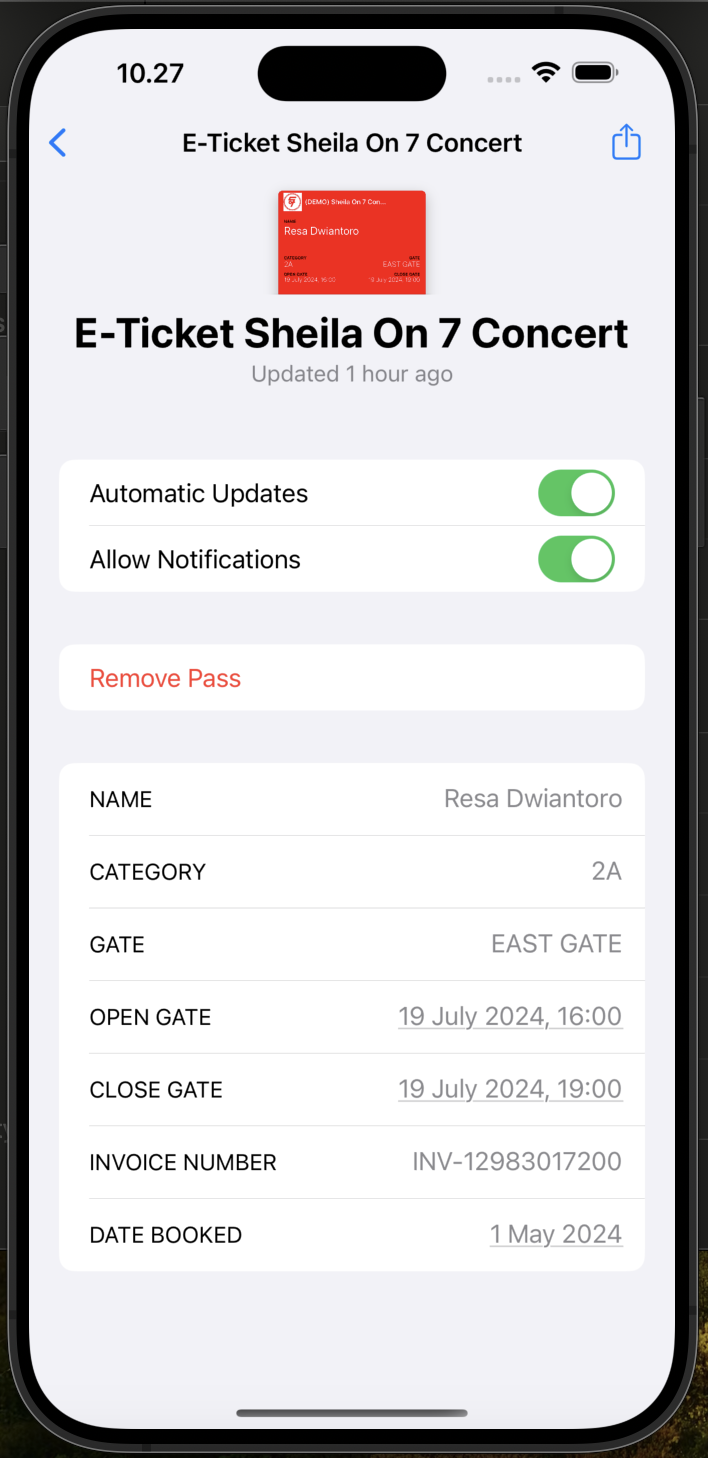 10.27
E-Ticket Sheila On 7 Concert
(DEMO) Sheila On 7 Con...
NAME
Resa Dwiantoro
CATEGORY GATE
2A EAST GATE
OPEN DATE CLOSE DATE
19 July 2024, 16:00 19 July 2024, 19:00
E-Ticket Sheila On 7 Concert
Updated 1 hour ago
Automatic Updates
Allow Notifications
Remove Pass
NAME Resa Dwiantoro
CATEGORY 2A
GATE EAST GATE
OPEN GATE 19 July 2024, 16:00
CLOSE GATE 19 July 2024, 19:00
INVOICE NUMBER INV-12983017200
DATE BOOKED 1 May 2024